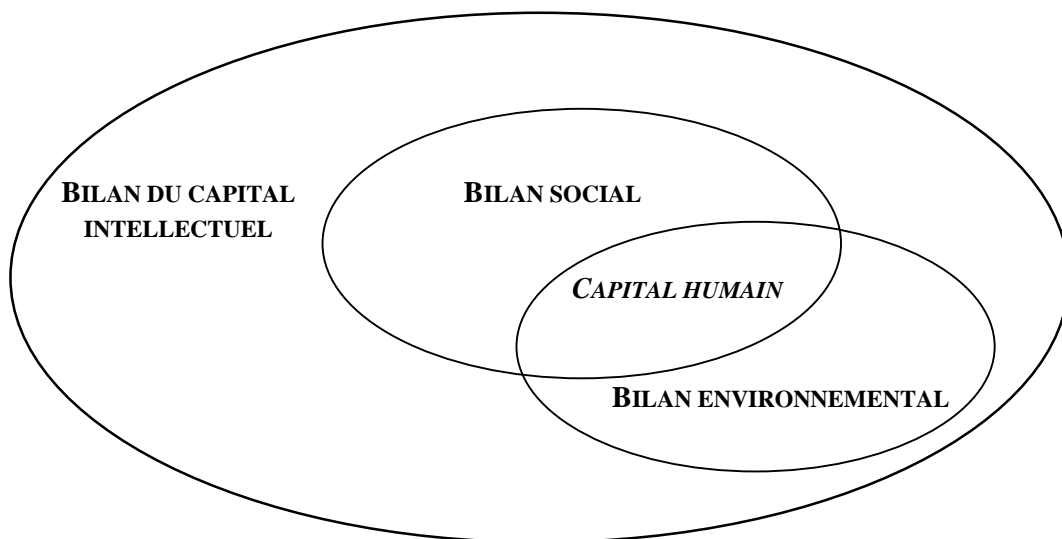 BILAN DU CAPITAL
INTELLECTUEL
BILAN SOCIAL
CAPITAL HUMAIN
BILAN ENVIRONNEMENTAL